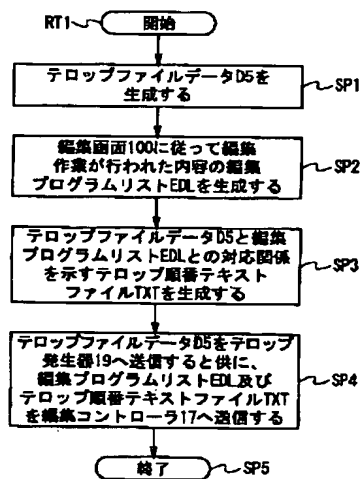 RT1
開始
テロップファイルデータD5を
生成する
SP1
編集画面100に従って編集
作業が行われた内容の編集
プログラムリストEDLを生成する
SP2
テロップファイルデータD5と編集
プログラムリストEDLとの対応関係
を示すテロップ順番テキスト
ファイルTXTを生成する
SP3
テロップファイルデータD5をテロップ
発生器19へ送信すると供に、
編集プログラムリストEDL及び
テロップ順番テキストファイルTXT
を編集コントローラ17へ送信する
SP4
終了
SP5